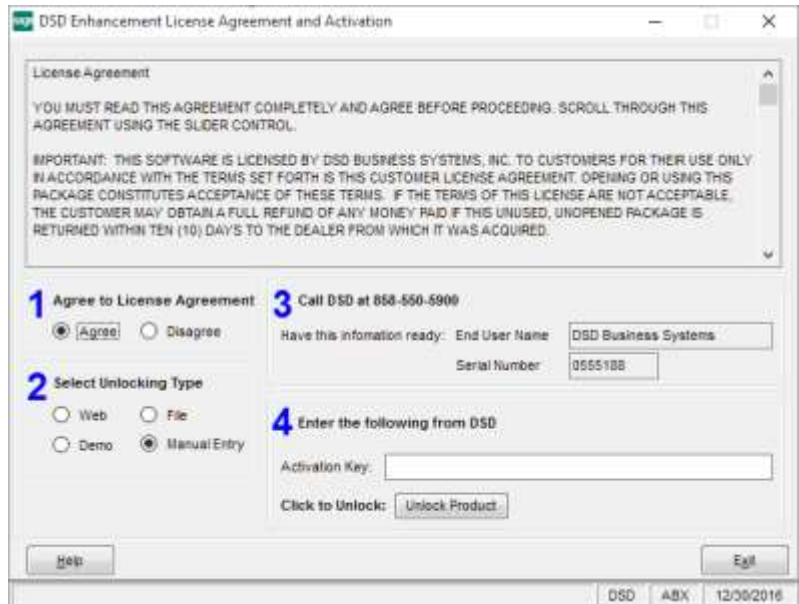 sage DSD Enhancement License Agreement and Activation
License Agreement
YOU MUST READ THIS AGREEMENT COMPLETELY AND AGREE BEFORE PROCEEDING. SCROLL THROUGH THIS
AGREEMENT USING THE SLIDER CONTROL.
IMPORTANT: THIS SOFTWARE IS LICENSED BY DSD BUSINESS SYSTEMS, INC. TO CUSTOMERS FOR THEIR USE ONLY
IN ACCORDANCE WITH THE TERMS SET FORTH IS THIS CUSTOMER LICENSE AGREEMENT. OPENING OR USING THIS
PACKAGE CONSTITUTES ACCEPTANCE OF THESE TERMS. IF THE TERMS OF THIS LICENSE ARE NOT ACCEPTABLE,
THE CUSTOMER MAY OBTAIN A FULL REFUND OF ANY MONEY PAID IF THIS UNUSED, UNOPENED PACKAGE IS
RETURNED WITHIN TEN (10) DAYS TO THE DEALER FROM WHICH IT WAS ACQUIRED.
1 Agree to License Agreement
Agree Disagree
2 Select Unlocking Type
Web File
Demo Manual Entry
3 Call DSD at 858-550-5900
Have this infomation ready: End User Name DSD Business Systems
Serial Number 0555188
4 Enter the following from DSD
Activation Key:
Click to Unlock: Unlock Product
Help Exit
DSD ABX 12/30/2016